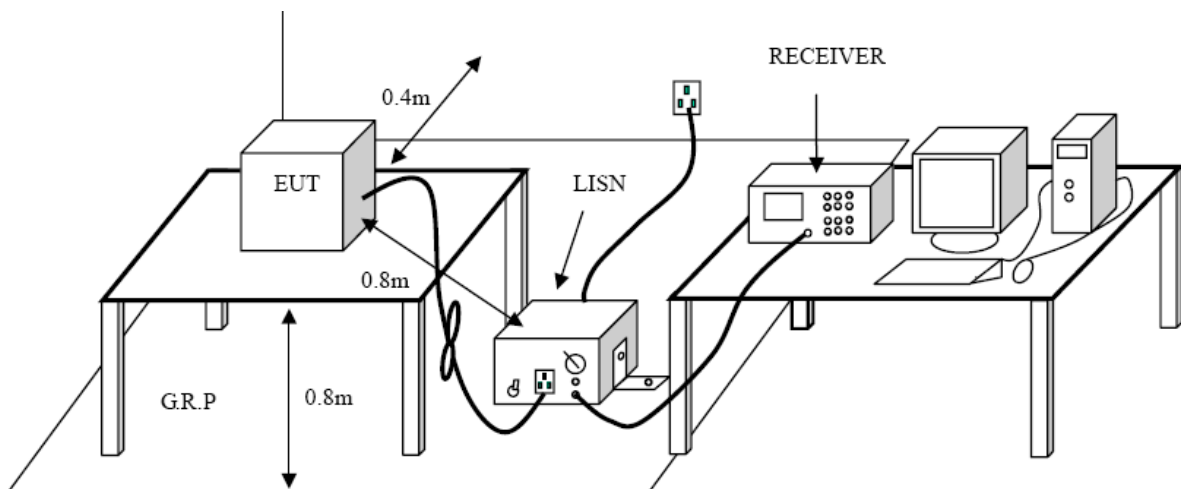 RECEIVER
0.4m
EUT
LISN
0.8m
G.R.P
0.8m